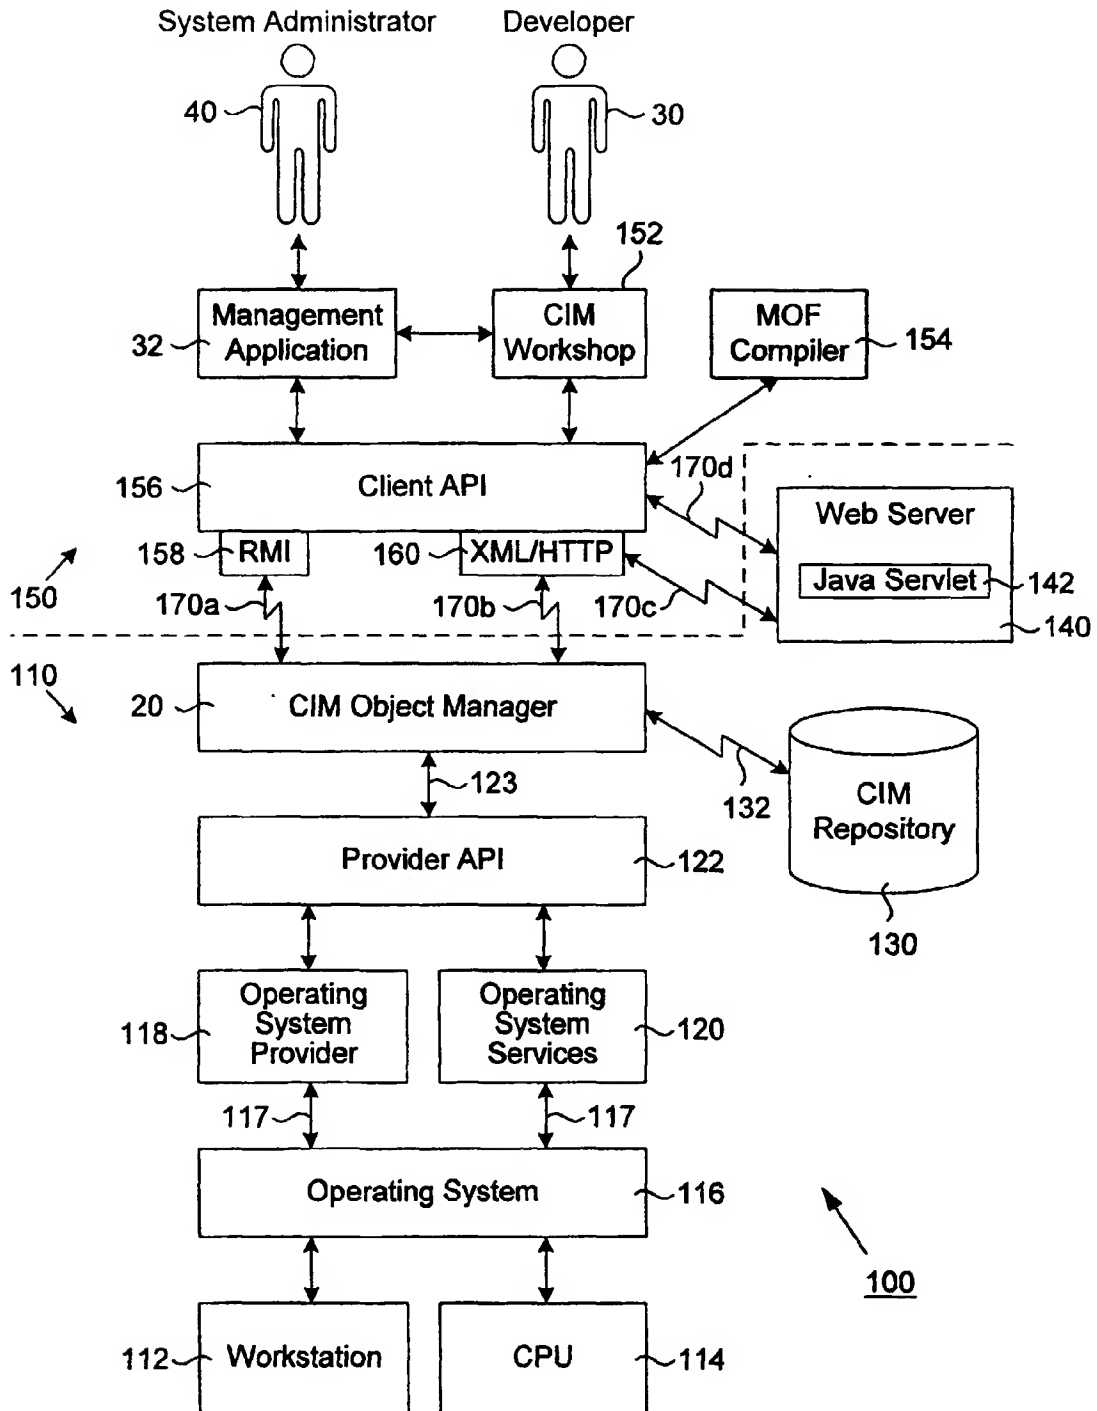 System Administrator
Developer
40
30
152
Management
Application
32
CIM
Workshop
MOF
Compiler
154
156
Client API
170d
Web Server
158
RMI
160
XML/HTTP
Java Servlet
142
150
170a
170b
170c
140
110
20
CIM Object Manager
123
132
CIM
Repository
Provider API
122
130
118
Operating
System
Provider
Operating
System
Services
120
117
117
Operating System
116
100
112
Workstation
CPU
114